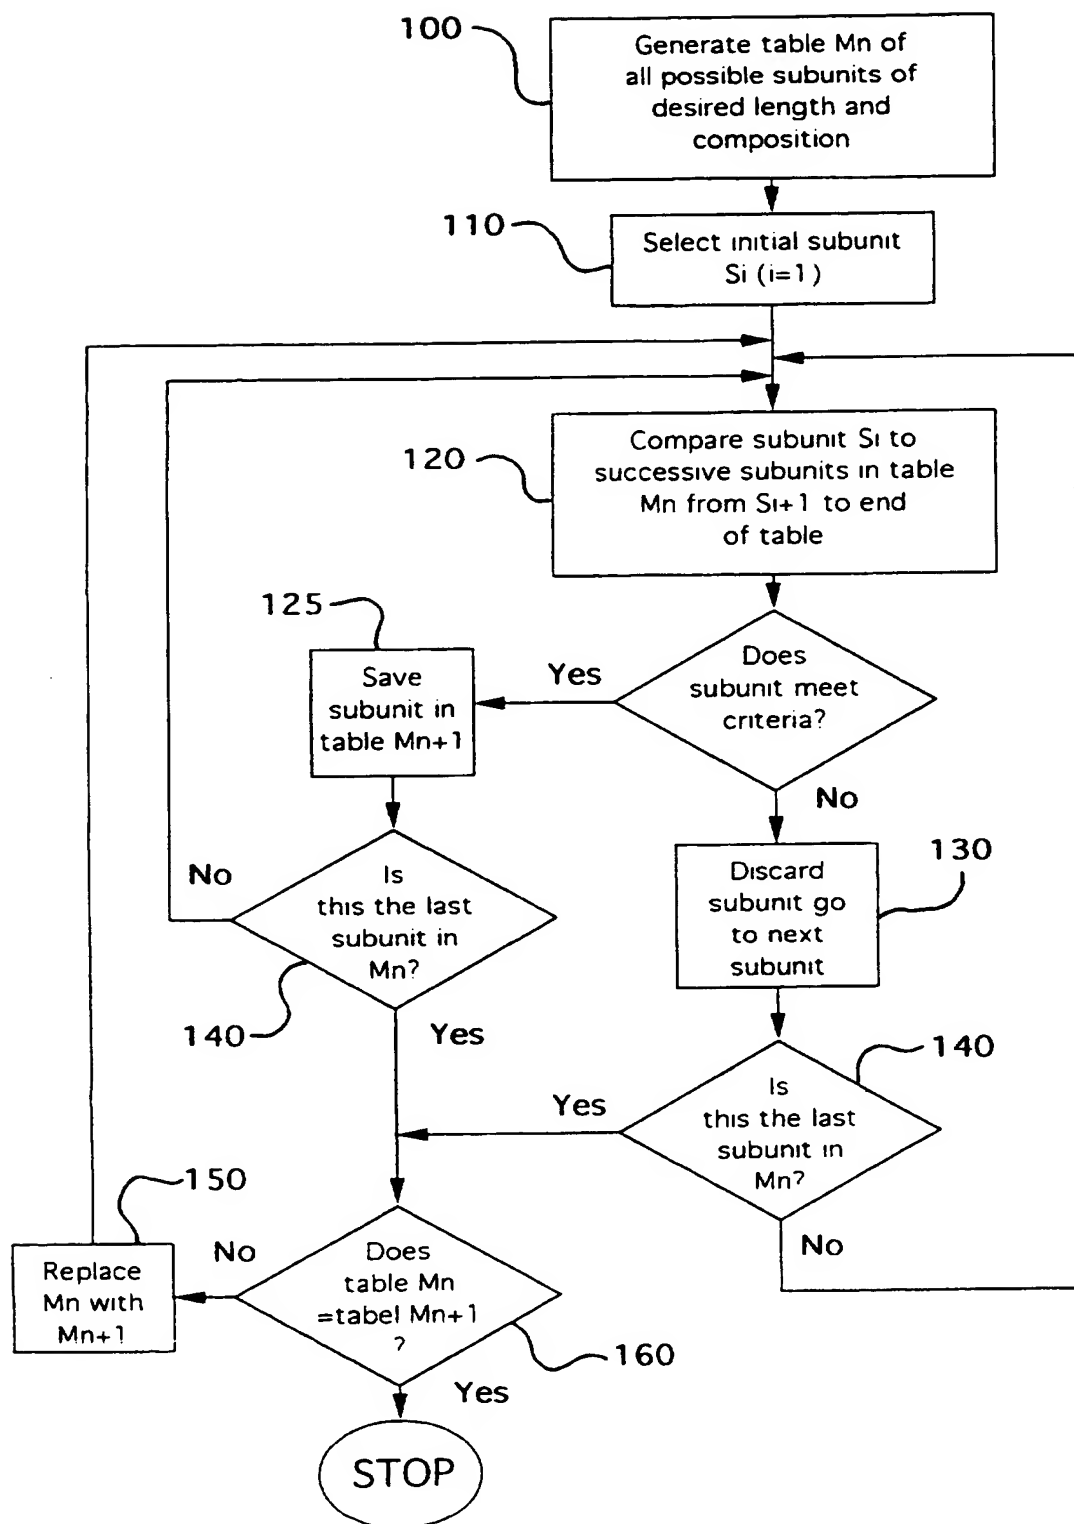 100
Generate table Mn of
all possible subunits of
desired length and
composition
110
Select initial subunit
Si (i=1)
120
Compare subunit Si to
successive subunits in table
Mn from Si+1 to end
of table
125
Save
subunit in
table Mn+1
Yes
Does
subunit meet
criteria?
No
130
Discard
subunit go
to next
subunit
No
Is
this the last
subunit in
Mn?
140
Yes
140
Is
this the last
subunit in
Mn?
Yes
No
150
Replace
Mn with
Mn+1
No
Does
table Mn
=tabel Mn+1
?
160
Yes
STOP